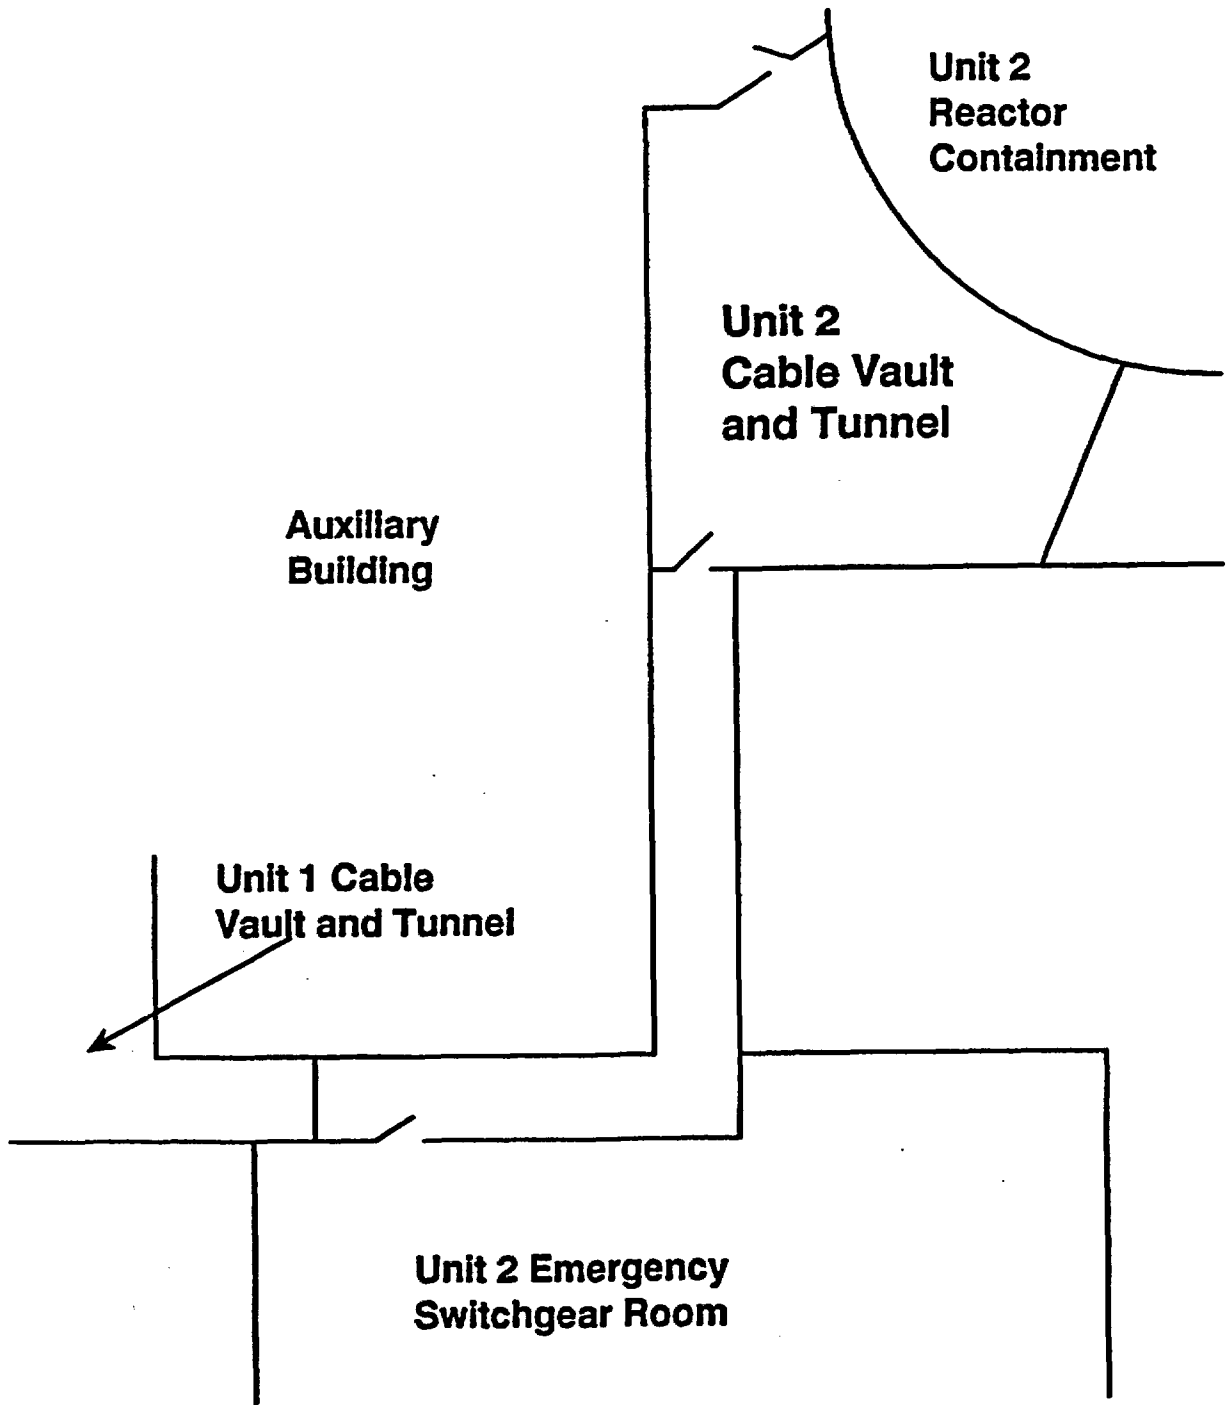 Unit 2
Reactor
Containment
Unit 2
Cable Vault
and Tunnel
Auxiliary
Building
Unit 1 Cable
Vault and Tunnel
Unit 2 Emergency
Switchgear Room